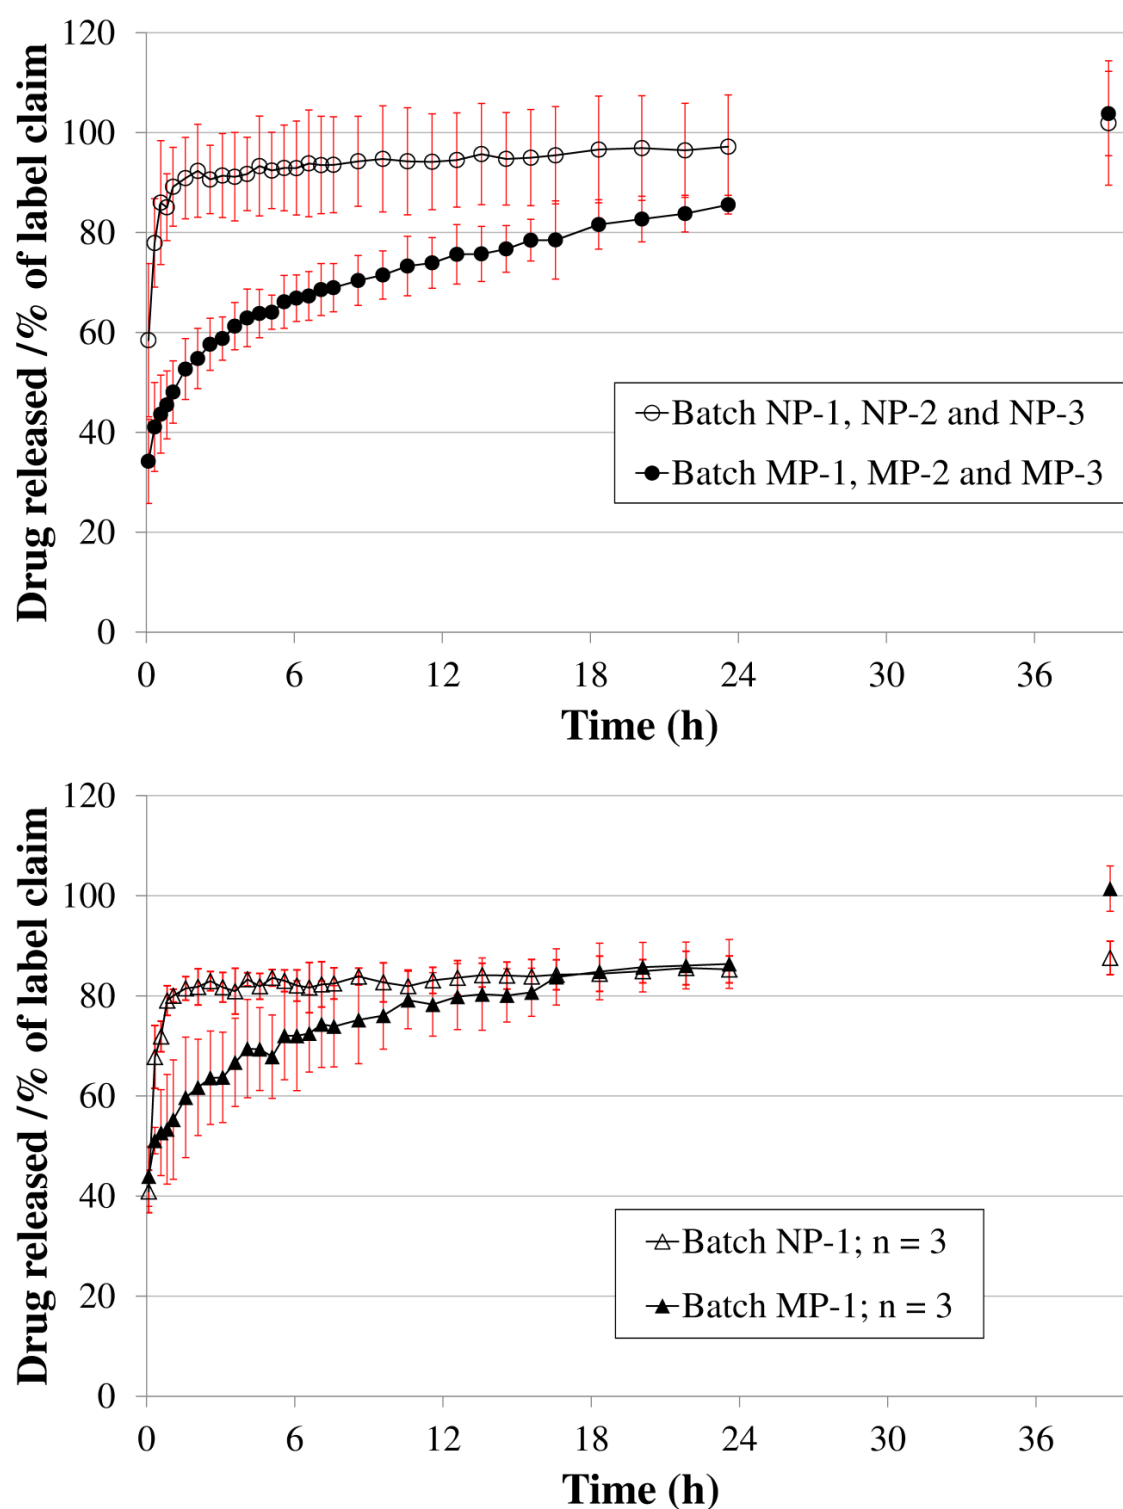 Drug released /% of label claim
120
100
80
60
40
20
0
Batch NP-1, NP-2 and NP-3
Batch MP-1, MP-2 and MP-3
0 6 12 18 24 30 36
Time (h)
Drug released /% of label claim
120
100
80
60
40
20
0
Batch NP-1; n = 3
Batch MP-1; n = 3
0 6 12 18 24 30 36
Time (h)